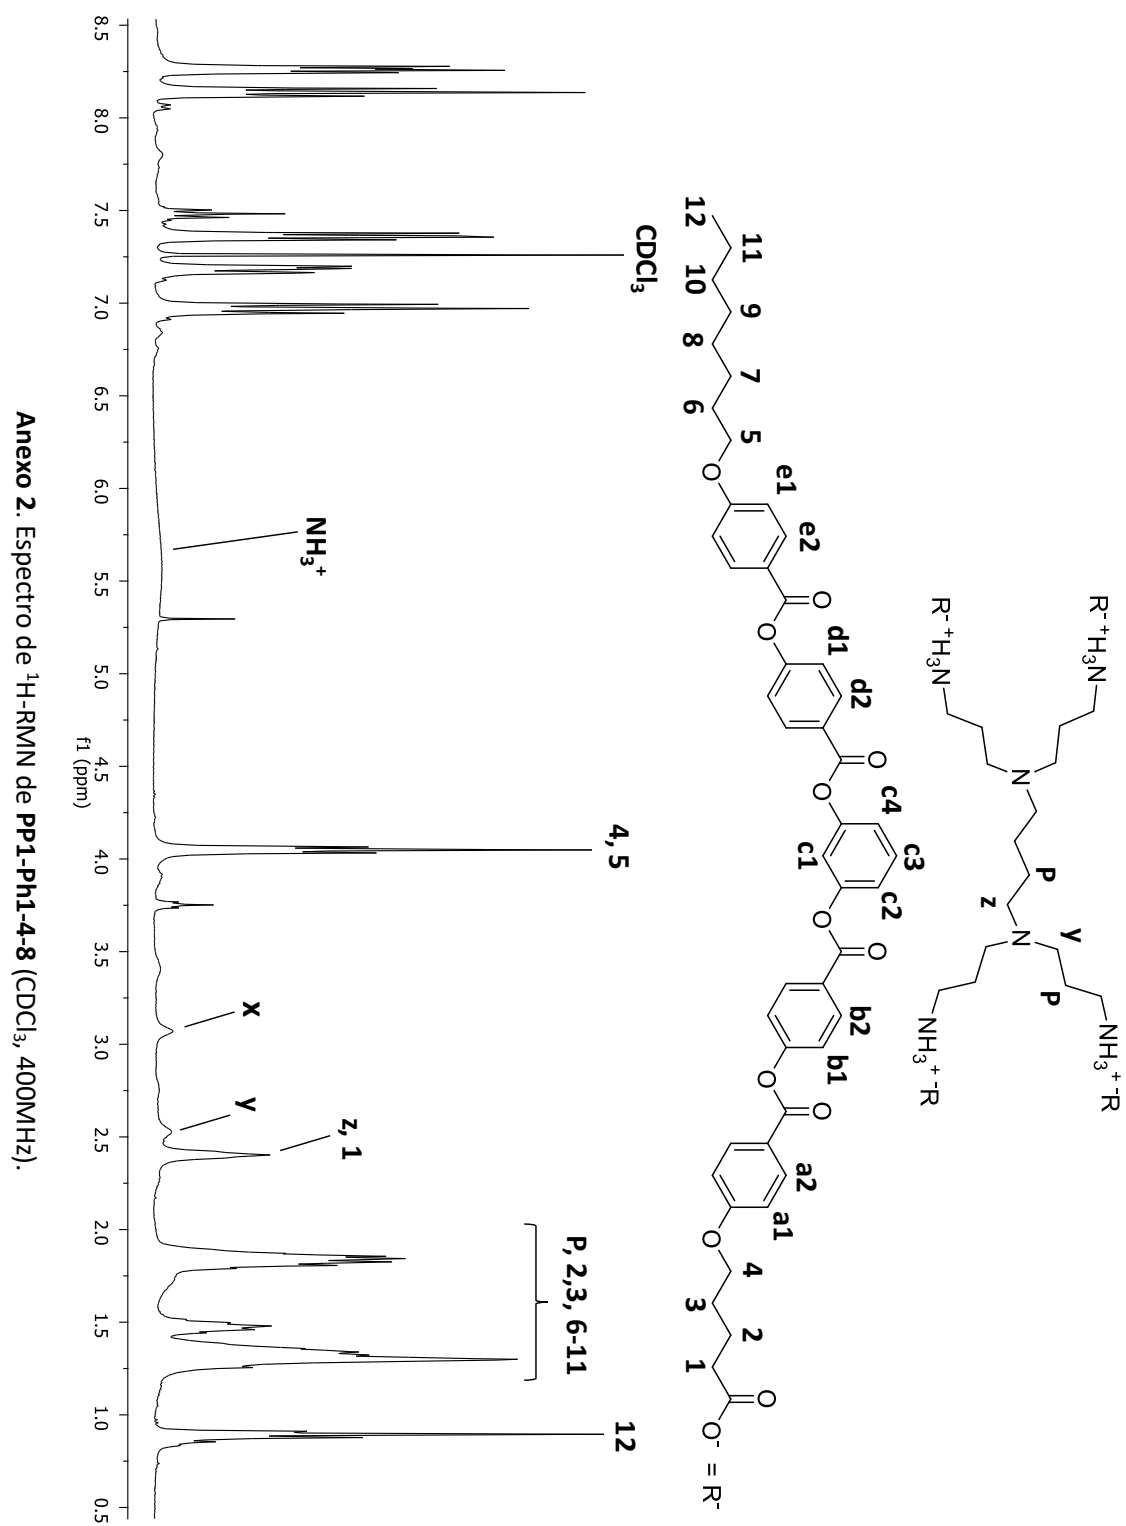 R⁻ ⁺H₃N
NH₃⁺ ⁻R
N
P
z
N
y
P
R⁻ ⁺H₃N
NH₃⁺ ⁻R
12
11
10
9
8
7
6
5
O
e1
e2
O
O
d1
d2
O
O
c4
c1
c3
c2
O
O
b2
b1
O
O
a2
a1
O
4
3
2
1
O
O⁻ = R⁻
CDCl₃
NH₃⁺
4, 5
x
y
z, 1
P, 2,3, 6-11
12
8.5 8.0 7.5 7.0 6.5 6.0 5.5 5.0 4.5 4.0 3.5 3.0 2.5 2.0 1.5 1.0 0.5
f1 (ppm)
Anexo 2. Espectro de ¹H-RMN de PP1-Ph1-4-8 (CDCl₃, 400MHz).